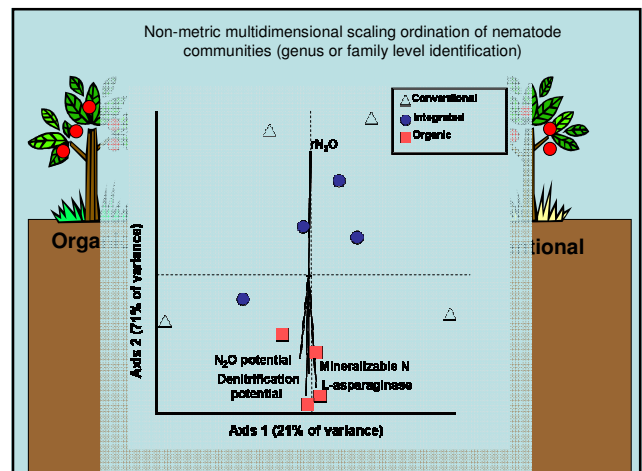 Non-metric multidimensional scaling ordination of nematode
communities (genus or family level identification)
Conventional
Integrated
Organic
rN₂O
Orga
tional
Axis 2 (71% of variance)
N₂O potential
Mineralizable N
Denitrification
potential
L-asparaginase
Axis 1 (21% of variance)